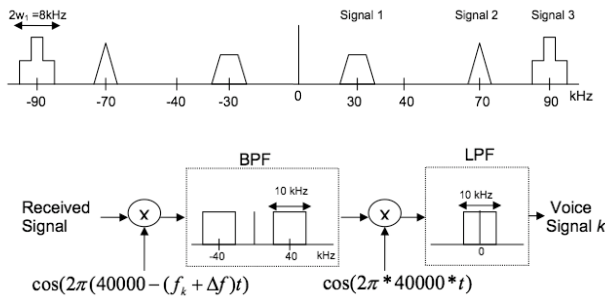 2w₁ =8kHz
Signal 1
Signal 2
Signal 3
-90
-70
-40
-30
0
30
40
70
90
kHz
BPF
LPF
Received
Signal
X
10 kHz
-40
40
kHz
X
10 kHz
0
Voice
Signal k
cos(2π(40000−(fₖ+Δf)t)
cos(2π*40000*t)